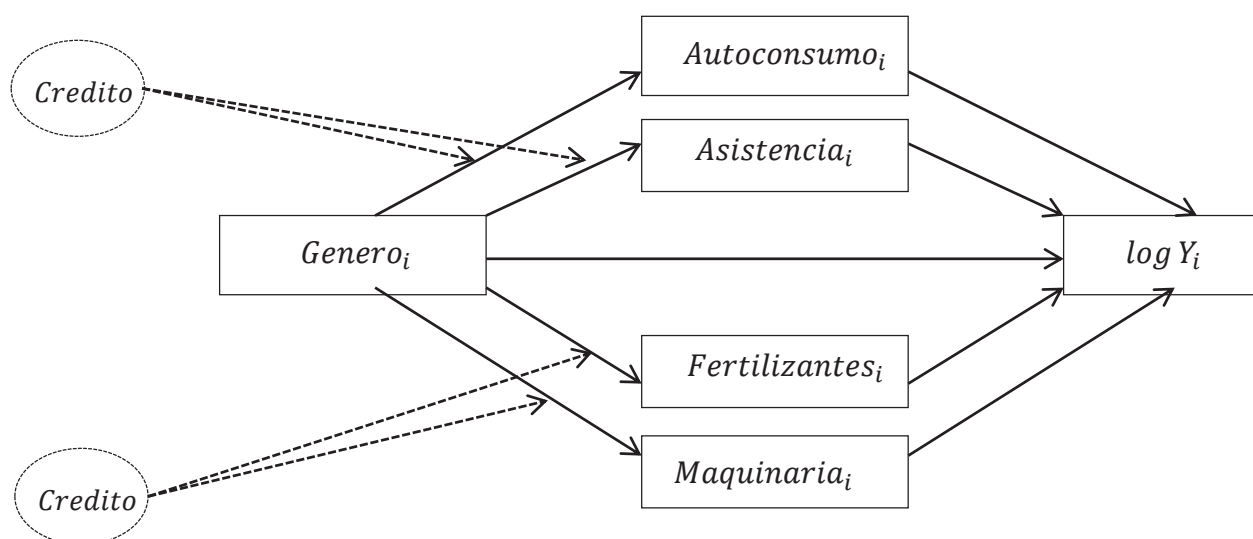 Autoconsumo_i
Credito
Asistencia_i
Genero_i
log Y_i
Fertilizantes_i
Maquinaria_i
Credito